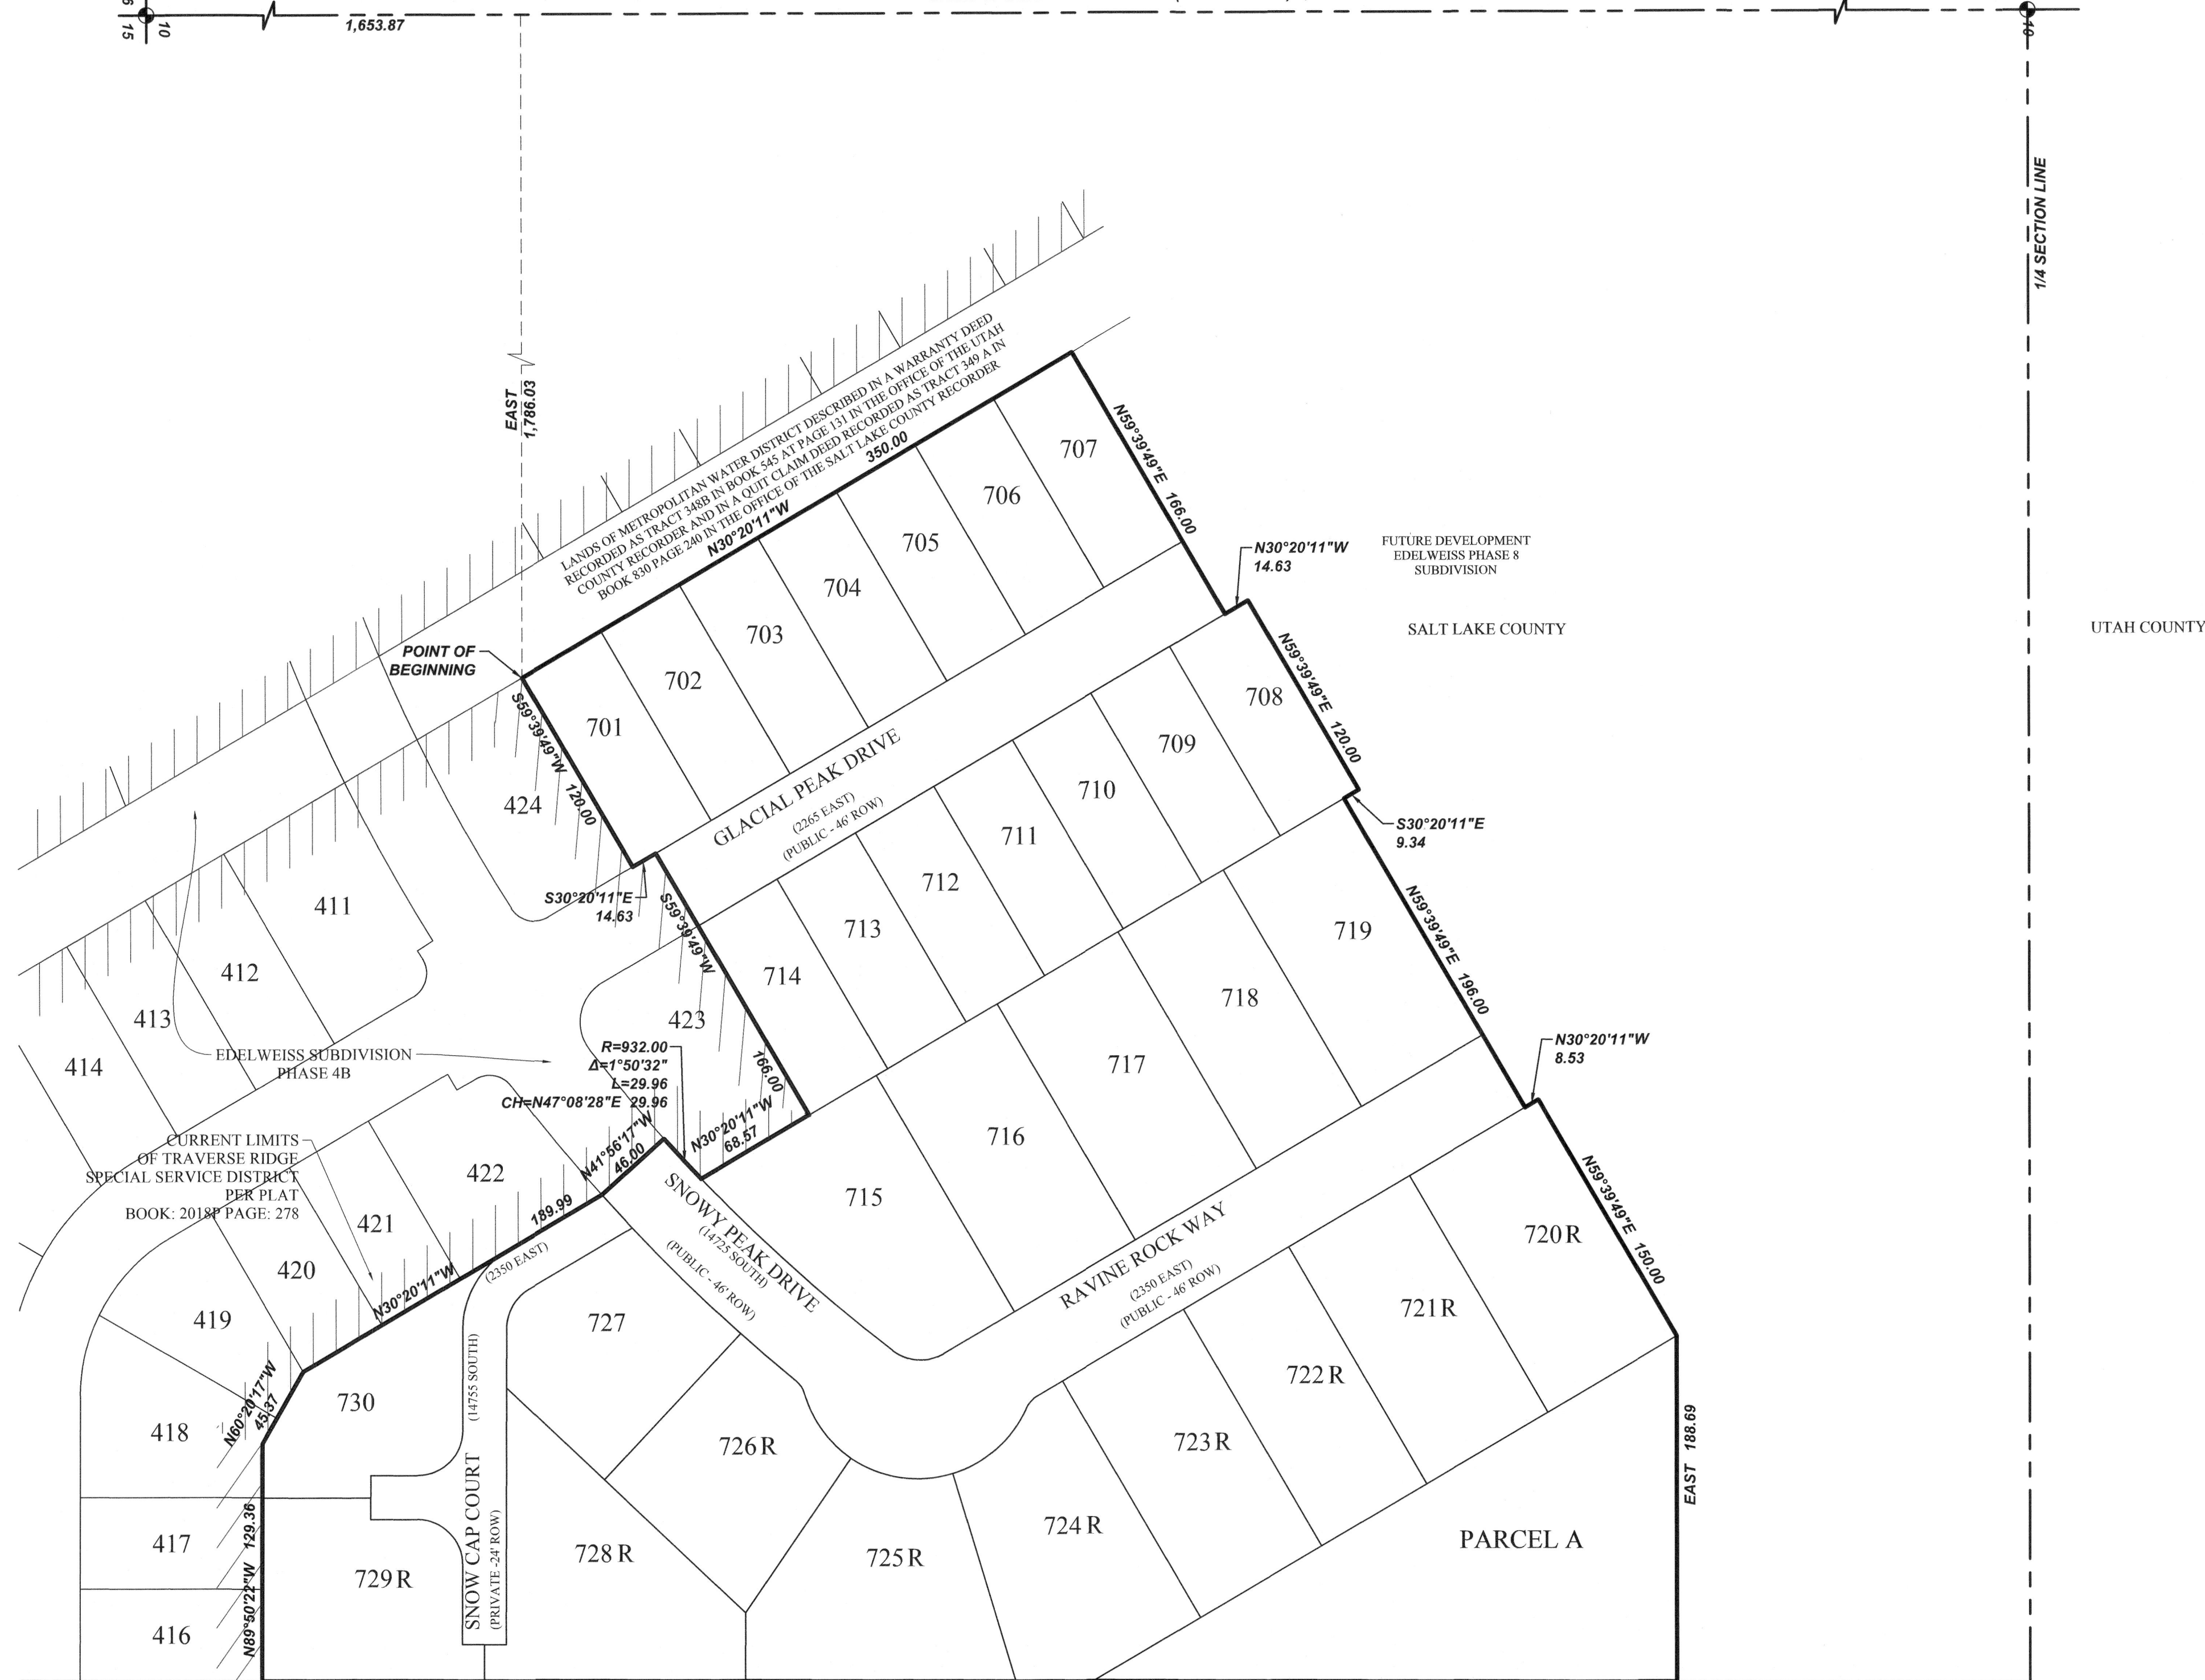 15
10
1,653.87
10
1/4 SECTION LINE
EAST
1,786.03
LANDS OF METROPOLITAN WATER DISTRICT DESCRIBED IN A WARRANTY DEED
RECORDED AS TRACT 348B IN BOOK 545 AT PAGE 131 IN THE OFFICE OF THE UTAH
COUNTY RECORDER AND IN A QUIT CLAIM DEED RECORDED AS TRACT 349 A IN
BOOK 830 PAGE 240 IN THE OFFICE OF THE SALT LAKE COUNTY RECORDER
N30°20'11"W
350.00
N59°39'49"E 166.00
707
706
705
704
703
702
701
N30°20'11"W
14.63
FUTURE DEVELOPMENT
EDELWEISS PHASE 8
SUBDIVISION
SALT LAKE COUNTY
UTAH COUNTY
POINT OF
BEGINNING
S59°39'49"W 120.00
424
GLACIAL PEAK DRIVE
(2265 EAST)
(PUBLIC - 46' ROW)
N59°39'49"E 120.00
708
709
710
711
712
713
714
S30°20'11"E
9.34
S30°20'11"E
14.63
S59°39'49"W
166.00
411
412
413
414
423
EDELWEISS SUBDIVISION
PHASE 4B
R=932.00
Δ=1°50'32"
L=29.96
CH=N47°08'28"E 29.96
N30°20'11"W
68.57
N41°56'17"W
46.00
N59°39'49"E 196.00
719
718
717
716
715
N30°20'11"W
8.53
CURRENT LIMITS
OF TRAVERSE RIDGE
SPECIAL SERVICE DISTRICT
PER PLAT
BOOK: 2018P PAGE: 278
422
421
420
419
418
417
416
N30°20'11"W
189.99
(2350 EAST)
SNOWY PEAK DRIVE
(14725 SOUTH)
(PUBLIC - 46' ROW)
RAVINE ROCK WAY
(2350 EAST)
(PUBLIC - 46' ROW)
N59°39'49"E 150.00
720 R
721 R
722 R
723 R
724 R
725 R
726 R
727
728 R
729 R
730
N60°20'17"W
45.37
N89°50'22"W 129.36
(14755 SOUTH)
SNOW CAP COURT
(PRIVATE -24' ROW)
PARCEL A
EAST 188.69